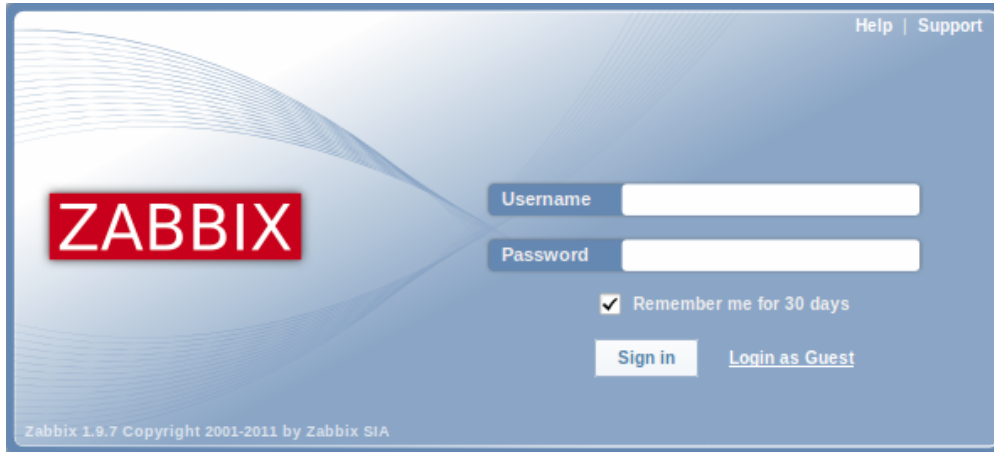 Help | Support
ZABBIX
Username
Password
Remember me for 30 days
Sign in Login as Guest
Zabbix 1.9.7 Copyright 2001-2011 by Zabbix SIA